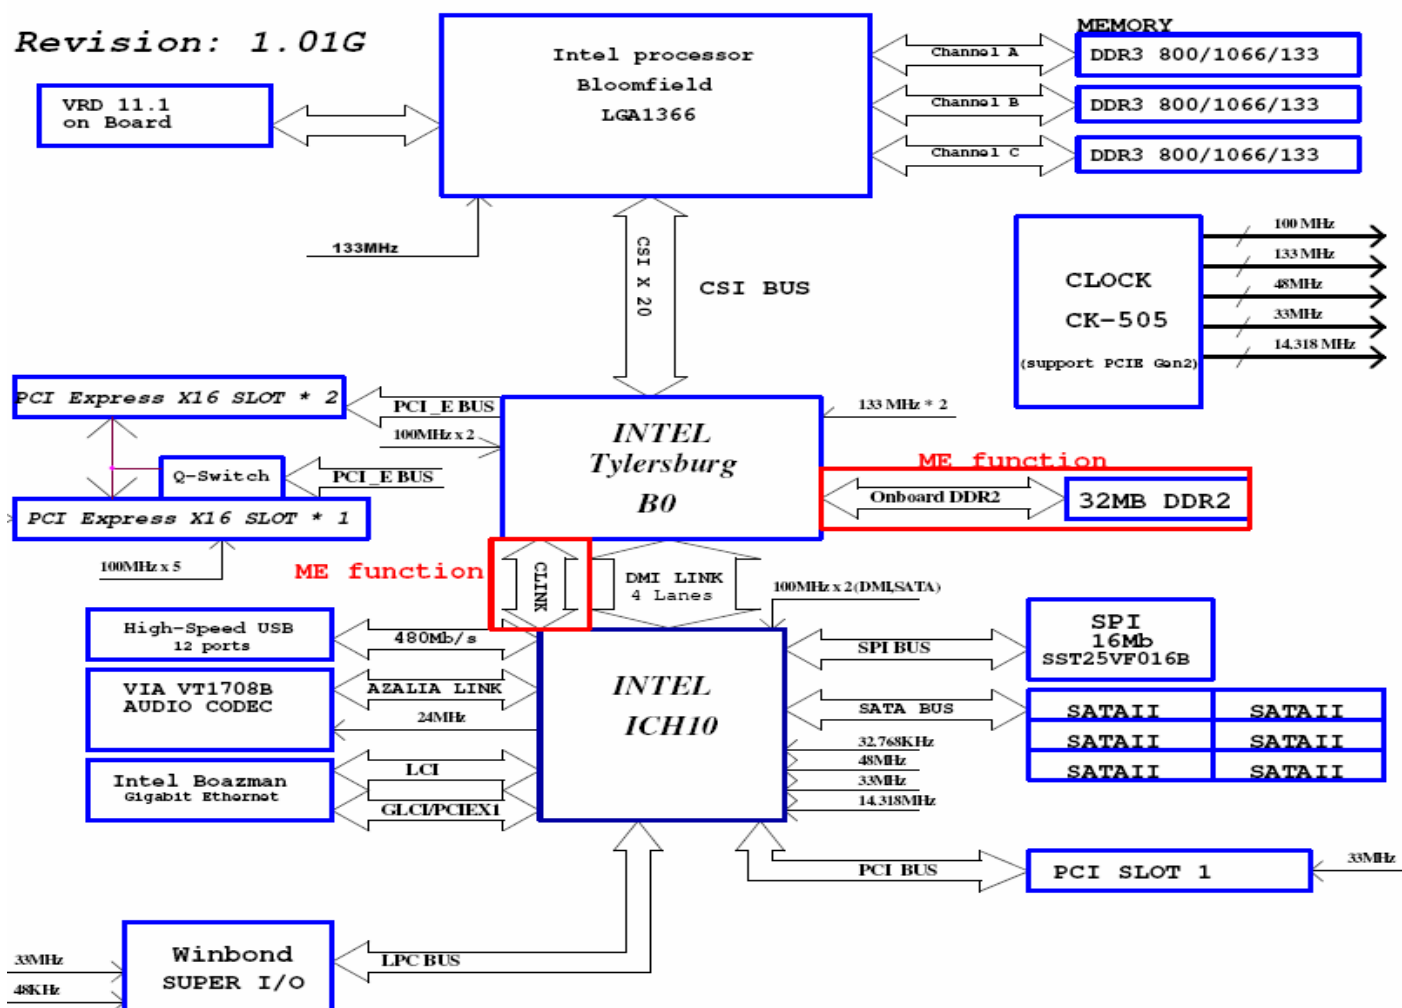 Revision: 1.01G
MEMORY
Intel processor
Bloomfield
LGA1366
Channel A
DDR3 800/1066/133
VRD 11.1
on Board
Channel B
DDR3 800/1066/133
Channel C
DDR3 800/1066/133
133MHz
CSI X 20
CSI BUS
CLOCK
CK-505
(support PCIE Gen2)
100 MHz
133 MHz
48MHz
33MHz
14.318 MHz
PCI Express X16 SLOT * 2
PCI_E BUS
100MHz x 2
133 MHz * 2
INTEL
Tylersburg
B0
Q-Switch
PCI_E BUS
PCI Express X16 SLOT * 1
100MHz x 5
ME function
Onboard DDR2
32MB DDR2
ME function
CLINK
DMI LINK
4 Lanes
100MHz x 2(DMI,SATA)
High-Speed USB
12 ports
480Mb/s
VIA VT1708B
AUDIO CODEC
AZALIA LINK
24MHz
Intel Boazman
Gigabit Ethernet
LCI
GLCI/PCIEX1
INTEL
ICH10
SPI BUS
SPI
16Mb
SST25VF016B
SATA BUS
SATAII SATAII
SATAII SATAII
SATAII SATAII
32.768KHz
48MHz
33MHz
14.318MHz
PCI BUS
PCI SLOT 1
33MHz
Winbond
SUPER I/O
LPC BUS
33MHz
48KHz